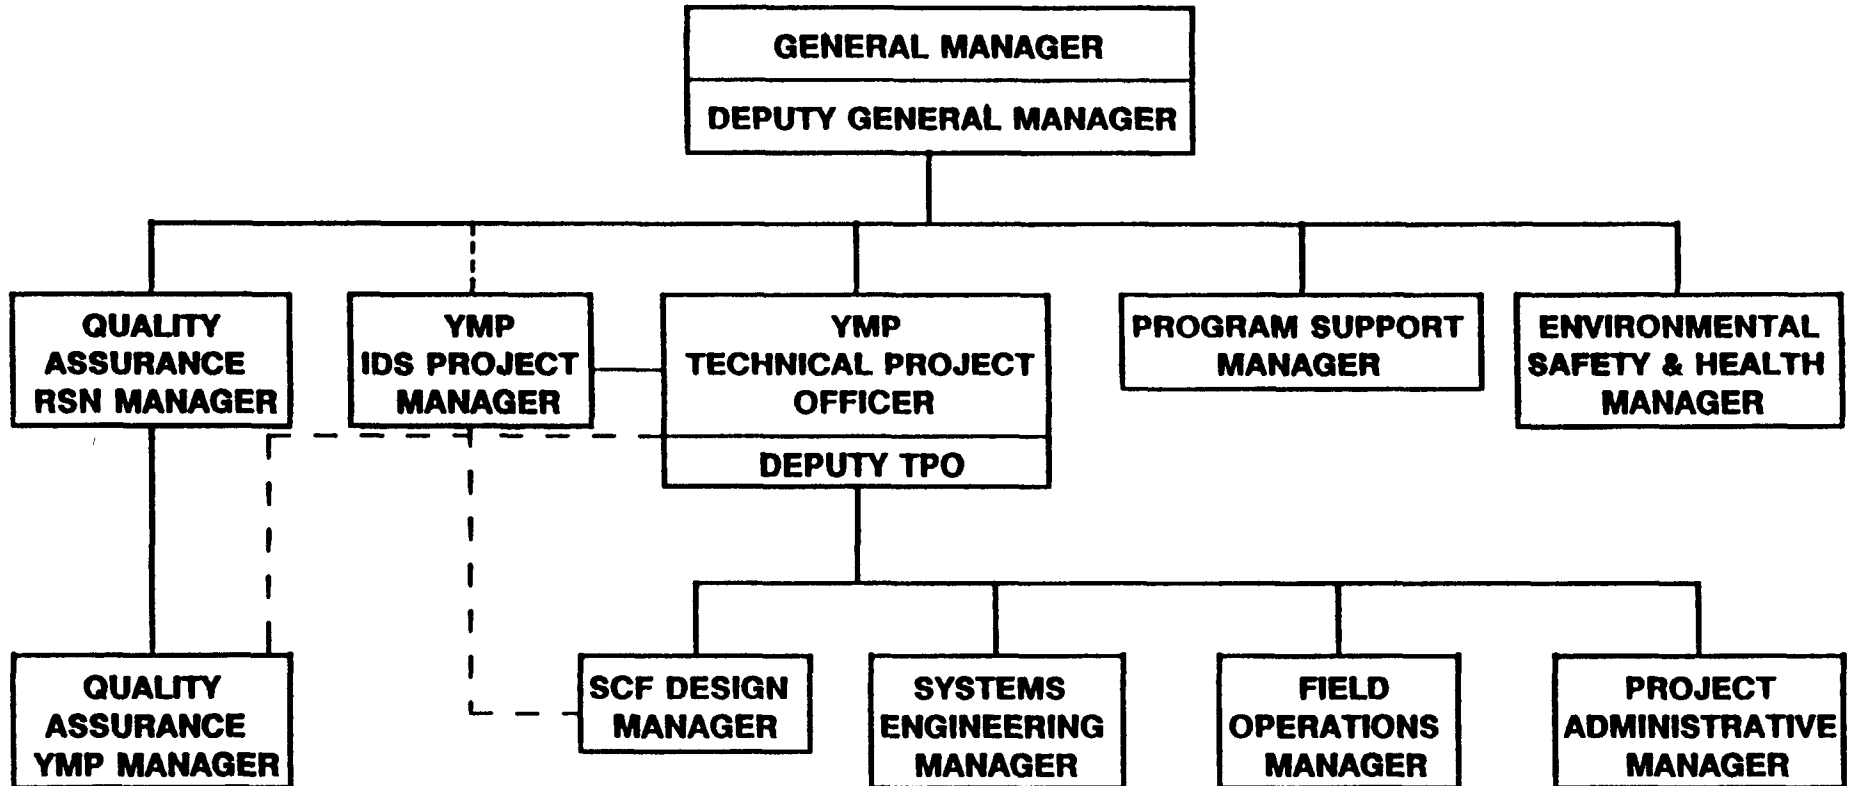 GENERAL MANAGER
DEPUTY GENERAL MANAGER
QUALITY
ASSURANCE
RSN MANAGER
YMP
IDS PROJECT
MANAGER
YMP
TECHNICAL PROJECT
OFFICER
DEPUTY TPO
PROGRAM SUPPORT
MANAGER
ENVIRONMENTAL
SAFETY & HEALTH
MANAGER
QUALITY
ASSURANCE
YMP MANAGER
SCF DESIGN
MANAGER
SYSTEMS
ENGINEERING
MANAGER
FIELD
OPERATIONS
MANAGER
PROJECT
ADMINISTRATIVE
MANAGER